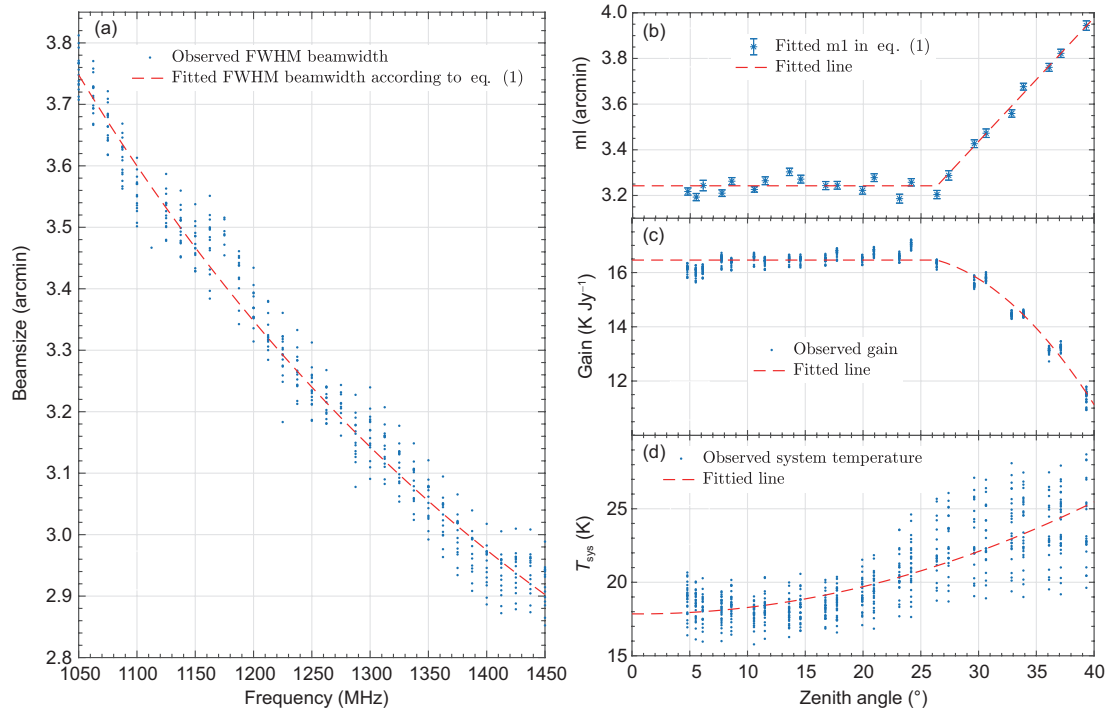 (a)
Observed FWHM beamwidth
Fitted FWHM beamwidth according to eq. (1)
3.8
3.7
3.6
3.5
3.4
3.3
3.2
3.1
3.0
2.9
2.8
Beamsize (arcmin)
1050
1100
1150
1200
1250
1300
1350
1400
1450
Frequency (MHz)
(b)
Fitted m1 in eq. (1)
Fitted line
4.0
3.8
3.6
3.4
3.2
ml (arcmin)
(c)
Observed gain
Fitted line
16
14
12
Gain (K Jy⁻¹)
(d)
Observed system temperature
Fittied line
25
20
15
Tsys (K)
0
5
10
15
20
25
30
35
40
Zenith angle (°)